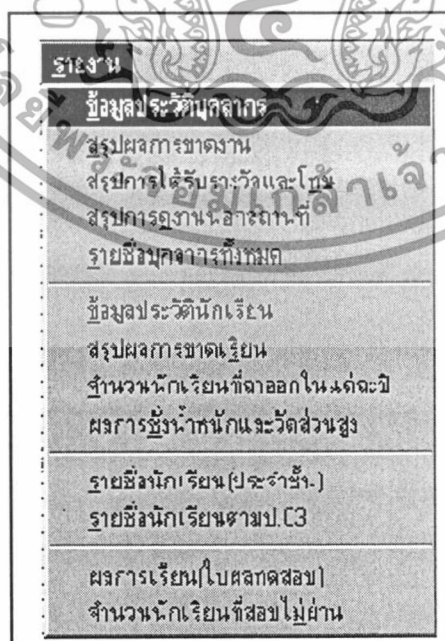 รายงาน
ข้อมูลประวัติบุคลากร
สรุปผลการขาดงาน
สรุปการได้รับรางวัลและโทษ
สรุปการดูงานนอกสถานที่
รายชื่อบุคลากรทั้งหมด
ข้อมูลประวัตินักเรียน
สรุปผลการขาดเรียน
จำนวนนักเรียนที่ลาออกในแต่ละปี
ผลการชั่งน้ำหนักและวัดส่วนสูง
รายชื่อนักเรียน(ประจำชั้น)
รายชื่อนักเรียนตามป.03
ผลการเรียน(ใบผลทดสอบ)
จำนวนนักเรียนที่สอบไม่ผ่าน